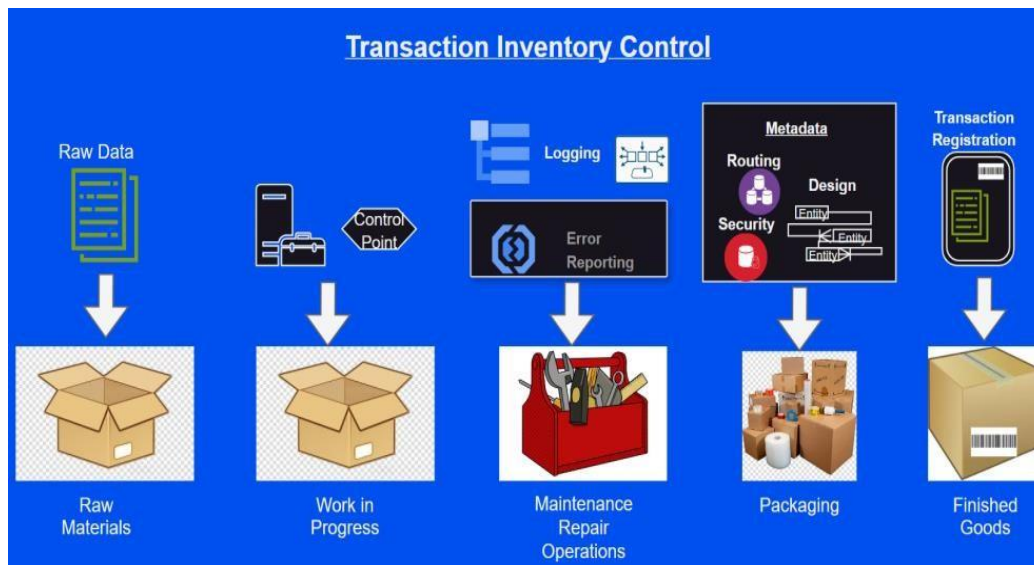 Transaction Inventory Control
Raw Data
Control
Point
Logging
Error
Reporting
Metadata
Routing
Design
Security
Entity
Entity
Entity
Transaction
Registration
Raw
Materials
Work in
Progress
Maintenance
Repair
Operations
Packaging
Finished
Goods